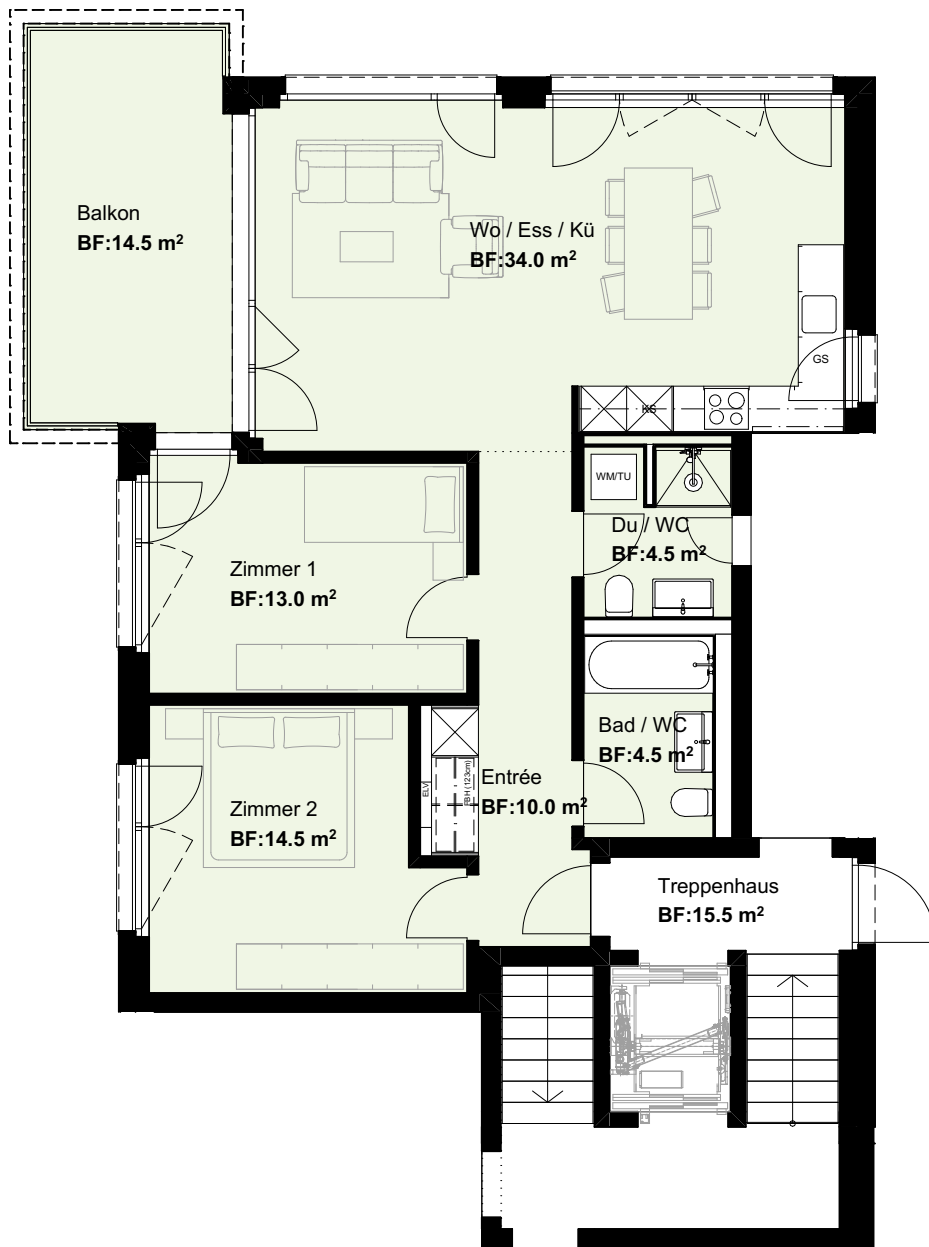 Balkon
BF:14.5 m²
Wo / Ess / Kü
BF:34.0 m²
GS
KS
WM/TU
Du / WC
BF:4.5 m²
Zimmer 1
BF:13.0 m²
Bad / WC
BF:4.5 m²
Entrée
BF:10.0 m²
ELV
FBH (123cm)
Zimmer 2
BF:14.5 m²
Treppenhaus
BF:15.5 m²